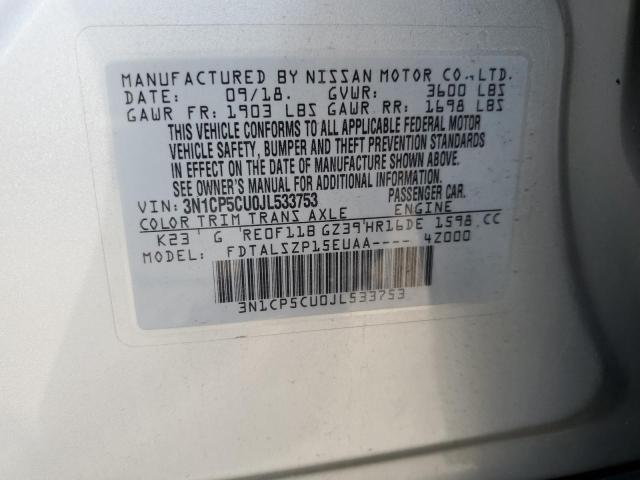 MANUFACTURED BY NISSAN MOTOR CO., LTD.
DATE: 09/18. GVWR: 3600 LBS
GAWR FR: 1903 LBS GAWR RR: 1698 LBS
THIS VEHICLE CONFORMS TO ALL APPLICABLE FEDERAL MOTOR
VEHICLE SAFETY, BUMPER AND THEFT PREVENTION STANDARDS
IN EFFECT ON THE DATE OF MANUFACTURE SHOWN ABOVE.
SEE OWNER'S MANUAL FOR ADDITIONAL INFORMATION.
VIN: 3N1CP5CU0JL533753 PASSENGER CAR.
COLOR TRIM TRANS AXLE ENGINE
K23 G RE0F11B GZ39 HR16DE 1598 CC
MODEL: FDTALSZP15EUAA---- 4Z000
3N1CP5CU0JL533753